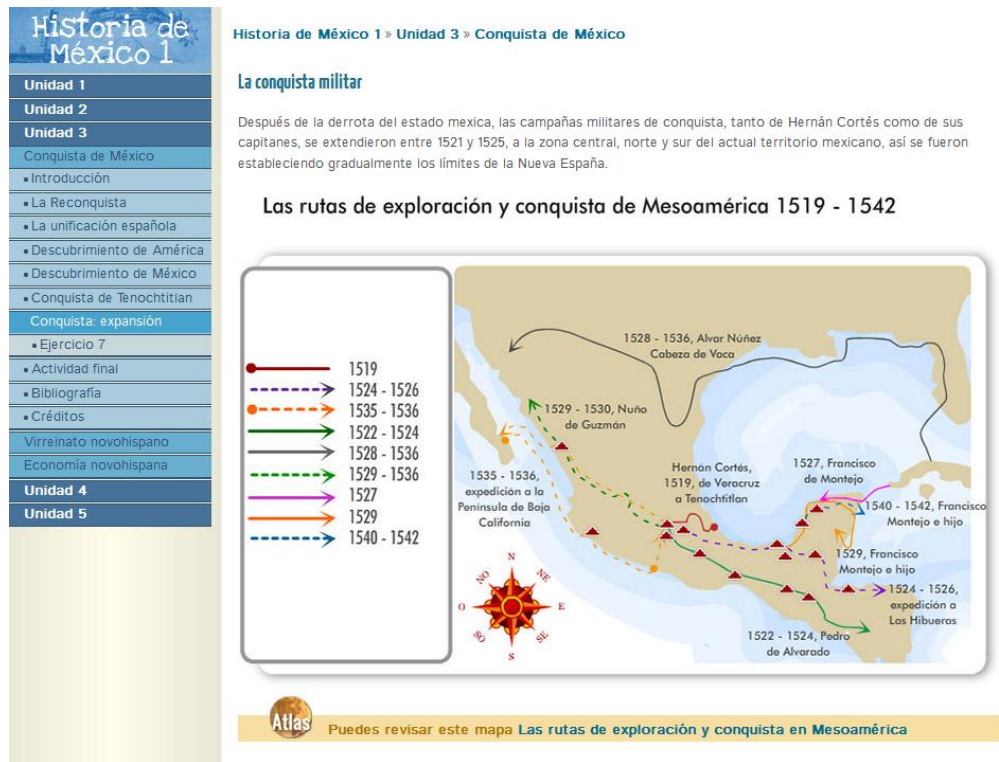 Historia de
México 1
Unidad 1
Unidad 2
Unidad 3
Conquista de México
• Introducción
• La Reconquista
• La unificación española
• Descubrimiento de América
• Descubrimiento de México
• Conquista de Tenochtitlan
Conquista: expansión
• Ejercicio 7
• Actividad final
• Bibliografía
• Créditos
Virreinato novohispano
Economía novohispana
Unidad 4
Unidad 5
Historia de México 1 » Unidad 3 » Conquista de México
La conquista militar
Después de la derrota del estado mexica, las campañas militares de conquista, tanto de Hernán Cortés como de sus
capitanes, se extendieron entre 1521 y 1525, a la zona central, norte y sur del actual territorio mexicano, así se fueron
estableciendo gradualmente los límites de la Nueva España.
Las rutas de exploración y conquista de Mesoamérica 1519 - 1542
1519
1524 - 1526
1535 - 1536
1522 - 1524
1528 - 1536
1529 - 1536
1527
1529
1540 - 1542
1528 - 1536, Alvar Núñez
Cabeza de Vaca
1529 - 1530, Nuño
de Guzmán
1535 - 1536,
expedición a la
Península de Baja
California
Hernán Cortés,
1519, de Veracruz
a Tenochtitlan
1527, Francisco
de Montejo
1540 - 1542, Francisco
Montejo e hijo
1529, Francisco
Montejo e hijo
1524 - 1526,
expedición a
Las Hibueras
1522 - 1524, Pedro
de Alvarado
N
NO
NE
O
E
SO
SE
S
Atlas
Puedes revisar este mapa Las rutas de exploración y conquista en Mesoamérica